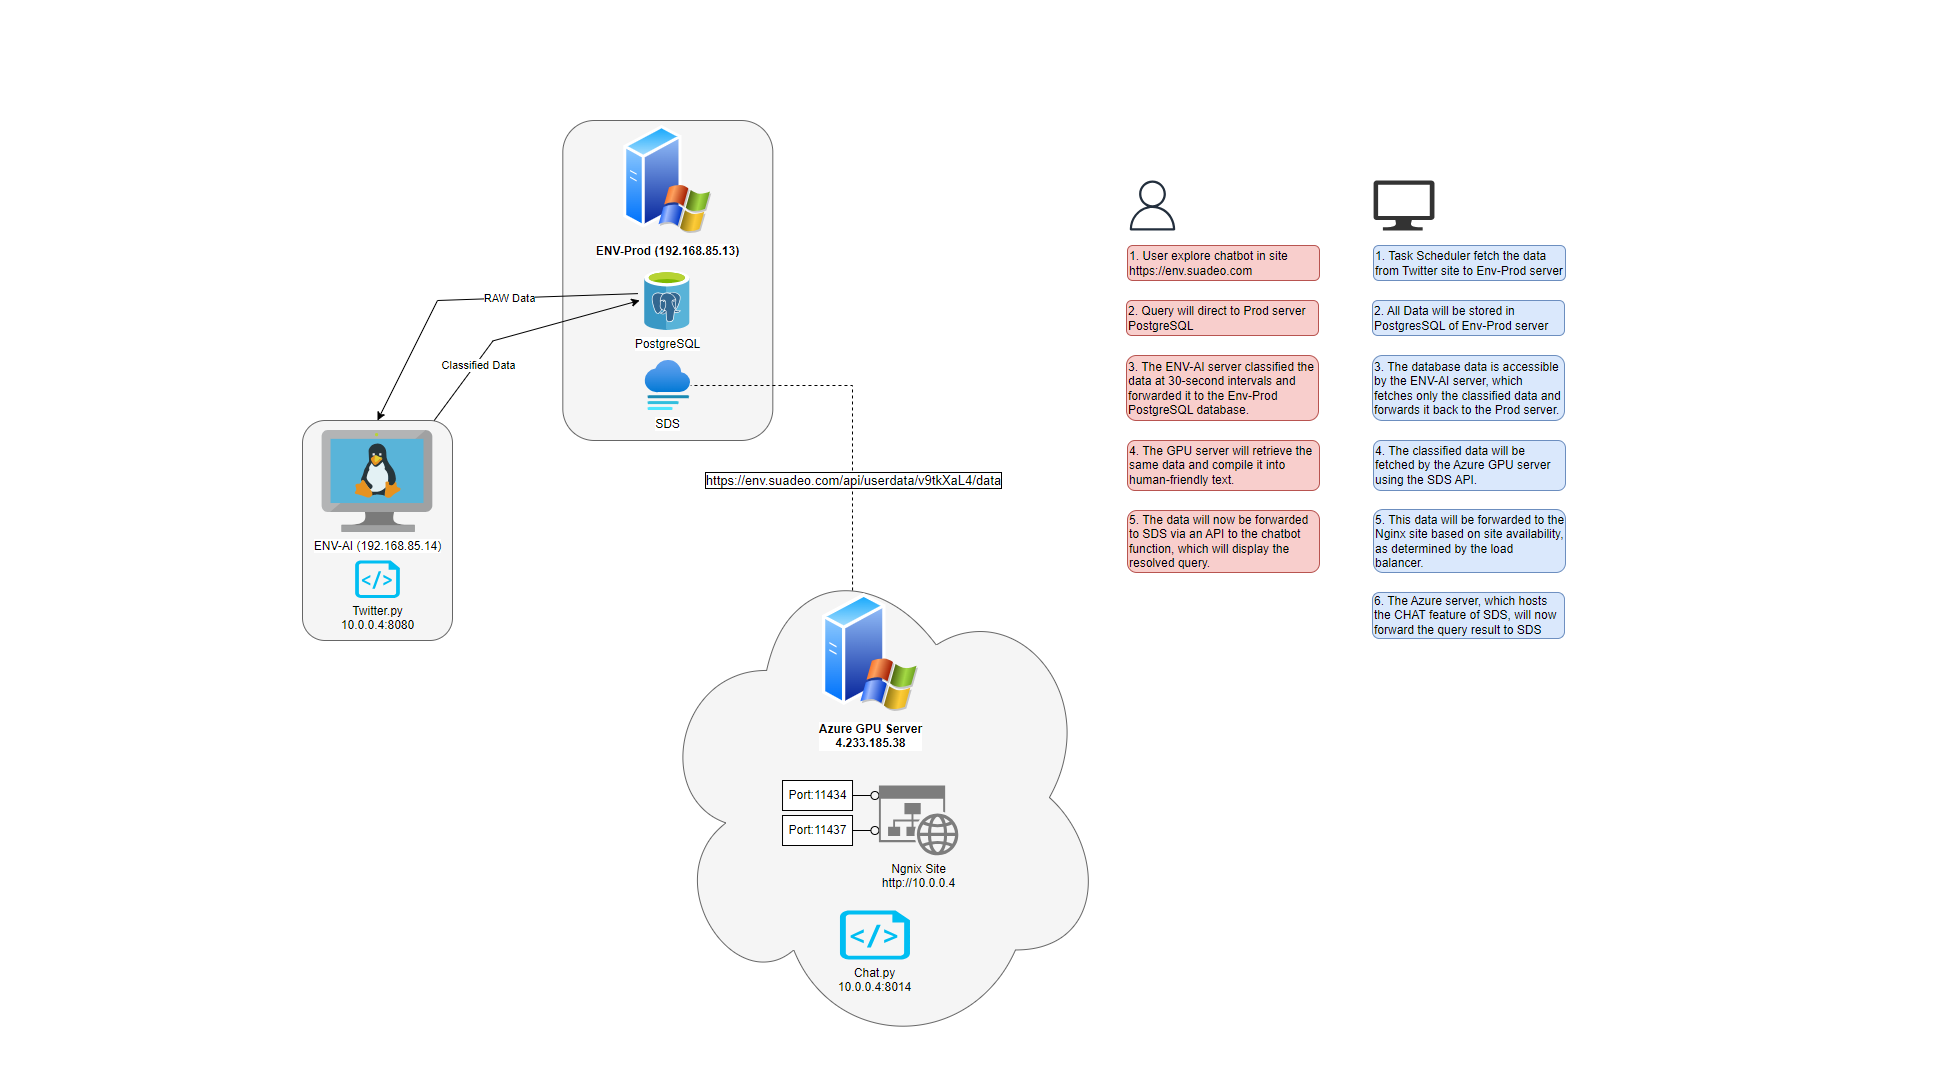 ENV-Prod (192.168.85.13)
PostgreSQL
SDS
RAW Data
Classified Data
ENV-AI (192.168.85.14)
</>
Twitter.py
10.0.0.4:8080
https://env.suadeo.com/api/userdata/v9tkXaL4/data
Azure GPU Server
4.233.185.38
Port:11434
Port:11437
Ngnix Site
http://10.0.0.4
</>
Chat.py
10.0.0.4:8014
1. User explore chatbot in site
https://env.suadeo.com
2. Query will direct to Prod server
PostgreSQL
3. The ENV-AI server classified the
data at 30-second intervals and
forwarded it to the Env-Prod
PostgreSQL database.
4. The GPU server will retrieve the
same data and compile it into
human-friendly text.
5. The data will now be forwarded
to SDS via an API to the chatbot
function, which will display the
resolved query.
1. Task Scheduler fetch the data
from Twitter site to Env-Prod server
2. All Data will be stored in
PostgresSQL of Env-Prod server
3. The database data is accessible
by the ENV-AI server, which
fetches only the classified data and
forwards it back to the Prod server.
4. The classified data will be
fetched by the Azure GPU server
using the SDS API.
5. This data will be forwarded to the
Nginx site based on site availability,
as determined by the load
balancer.
6. The Azure server, which hosts
the CHAT feature of SDS, will now
forward the query result to SDS